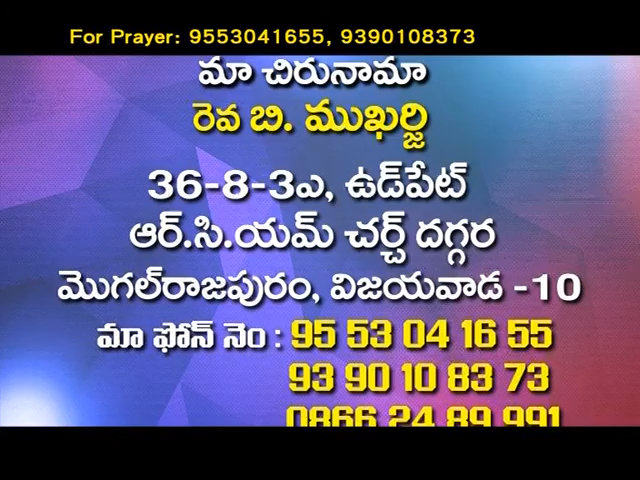 For Prayer: 9553041655, 9390108373
మా చిరునామా
రెవ బి. ముఖర్జి
36-8-3ఎ, ఉడ్‌పేట్
ఆర్.సి.యమ్ చర్చ్ దగ్గర
మొగల్‌రాజపురం, విజయవాడ -10
మా ఫోన్ నెం : 95 53 04 16 55
93 90 10 83 73
0866 24 89 991